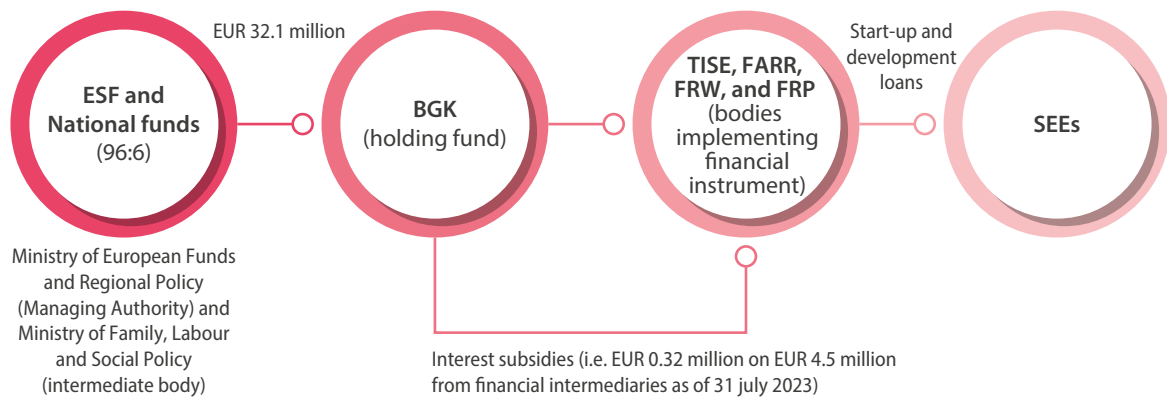 EUR 32.1 million
ESF and
National funds
(96:6)
Ministry of European Funds
and Regional Policy
(Managing Authority) and
Ministry of Family, Labour
and Social Policy
(intermediate body)
BGK
(holding fund)
TISE, FARR,
FRW, and FRP
(bodies
implementing
financial
instrument)
Start-up and
development
loans
SEEs
Interest subsidies (i.e. EUR 0.32 million on EUR 4.5 million
from financial intermediaries as of 31 july 2023)